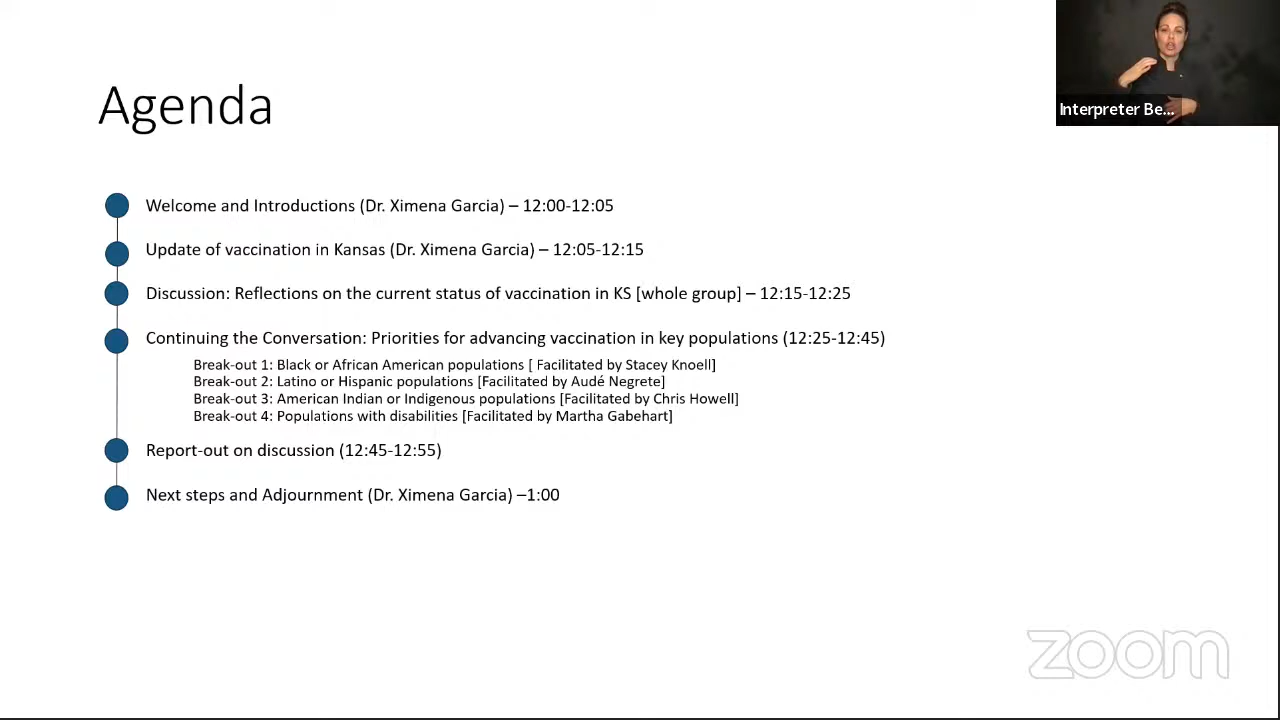 Agenda
Interpreter Be...
Welcome and Introductions (Dr. Ximena Garcia) – 12:00-12:05
Update of vaccination in Kansas (Dr. Ximena Garcia) – 12:05-12:15
Discussion: Reflections on the current status of vaccination in KS [whole group] – 12:15-12:25
Continuing the Conversation: Priorities for advancing vaccination in key populations (12:25-12:45)
Break-out 1: Black or African American populations [ Facilitated by Stacey Knoell]
Break-out 2: Latino or Hispanic populations [Facilitated by Audé Negrete]
Break-out 3: American Indian or Indigenous populations [Facilitated by Chris Howell]
Break-out 4: Populations with disabilities [Facilitated by Martha Gabehart]
Report-out on discussion (12:45-12:55)
Next steps and Adjournment (Dr. Ximena Garcia) –1:00
zoom